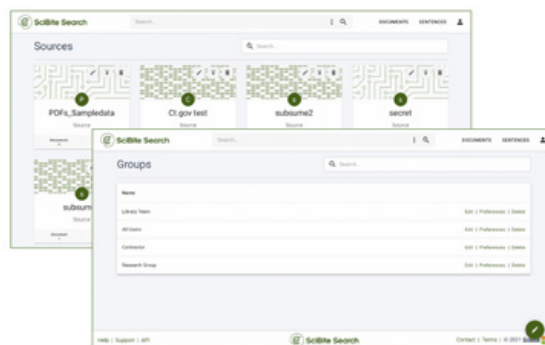 SciBite Search
Search...
DOCUMENTS SENTENCES
Sources
Search...
PDFs_Sampledata
Source
P
CI.gov test
Source
C
subsume2
Source
s
secret
Source
s
Documents
subsum
SciBite Search
Search...
DOCUMENTS SENTENCES
Groups
Search...
Name
Library Team Edit | Preferences | Delete
All Users Edit | Preferences | Delete
Contractor Edit | Preferences | Delete
Research Group Edit | Preferences | Delete
Help | Support | API SciBite Search Contact | Terms | © 2021